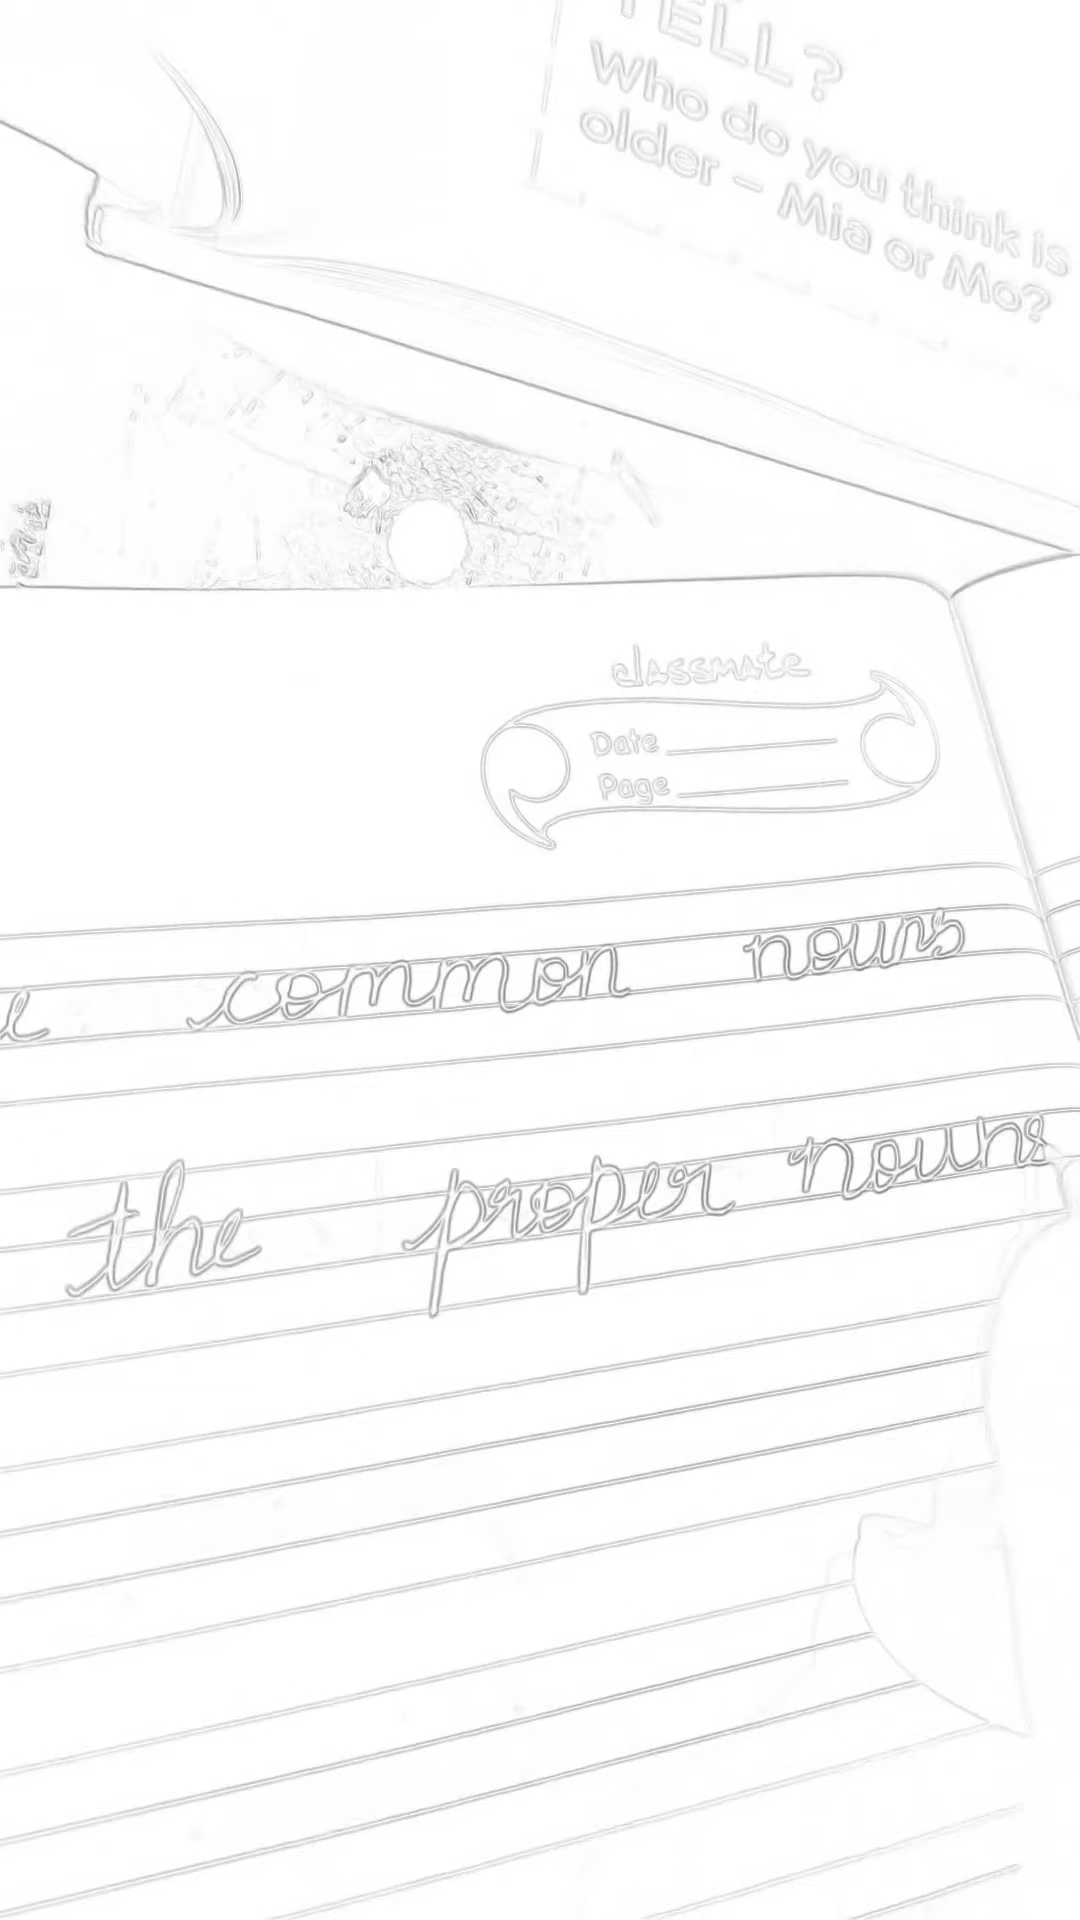 TELL?
Who do you think is
older – Mia or Mo?
classmate
Date
Page
common nouns
the proper nouns